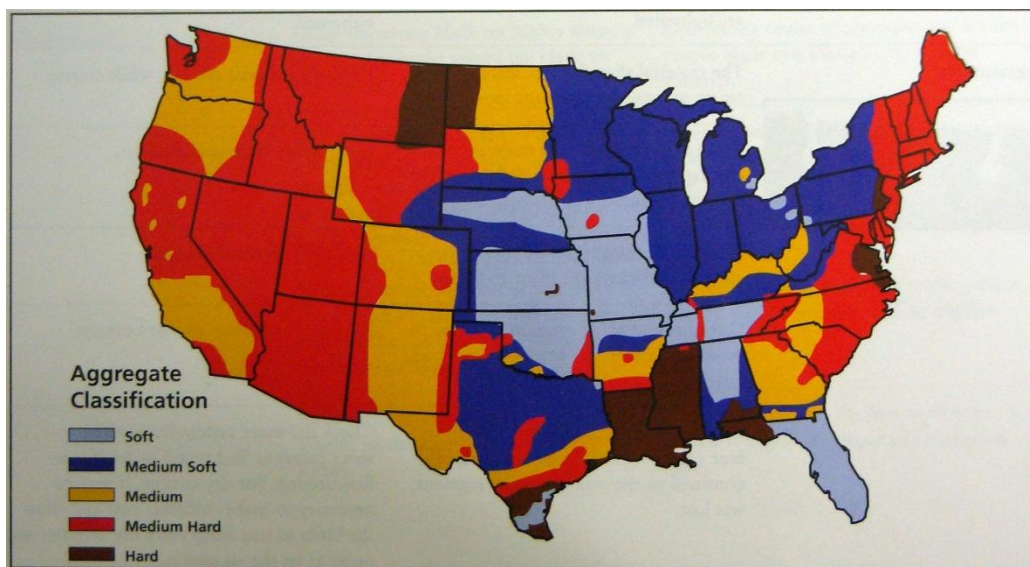 Aggregate
Classification
Soft
Medium Soft
Medium
Medium Hard
Hard